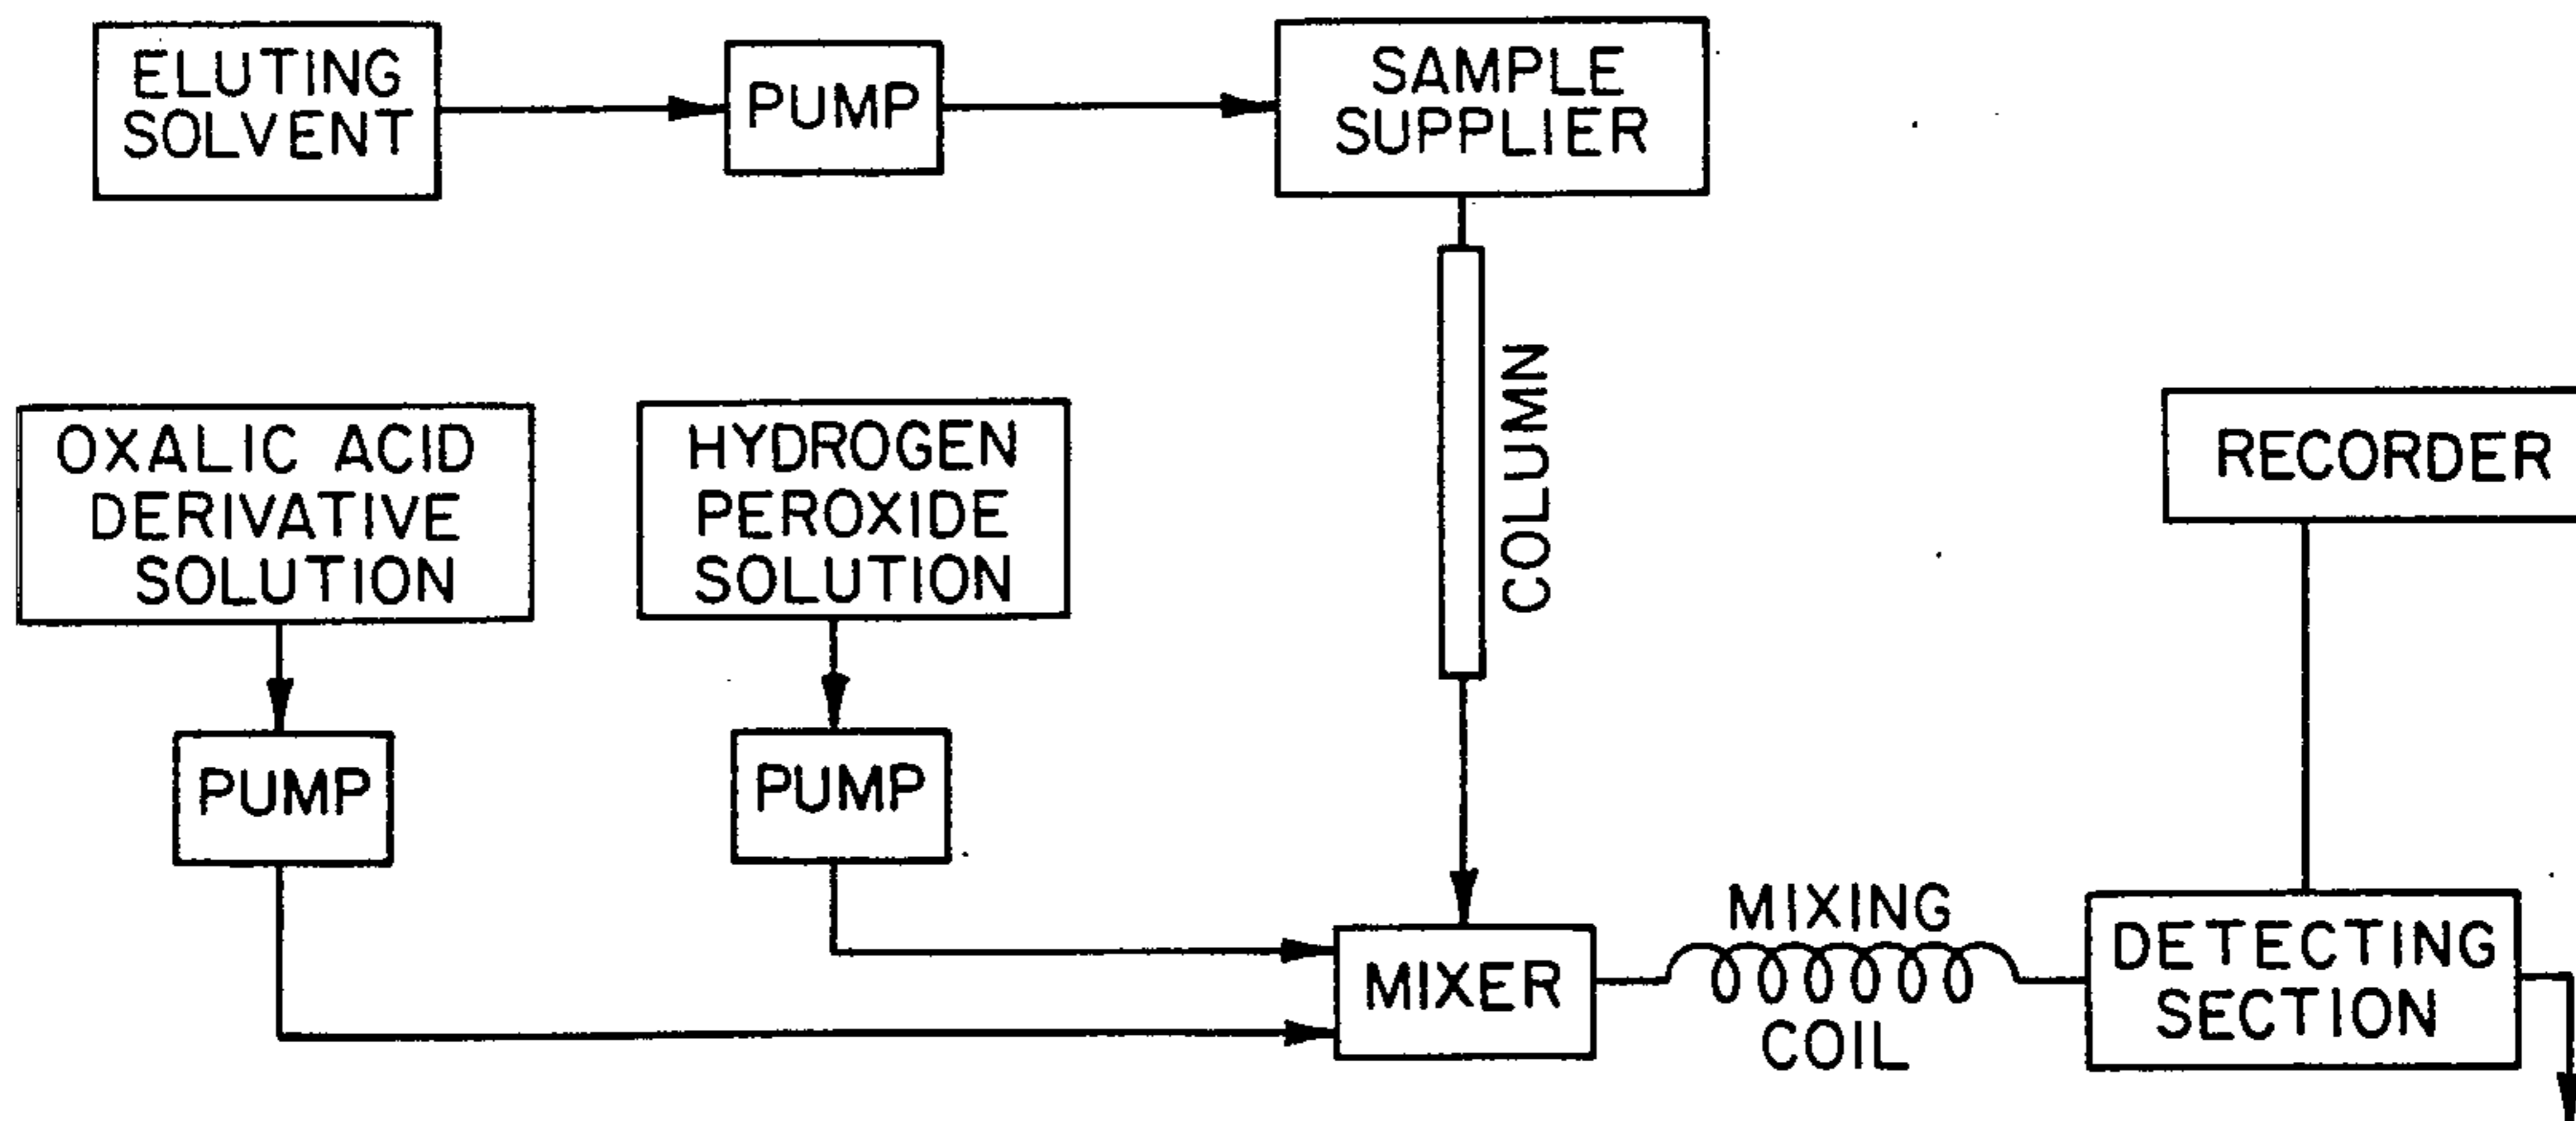 ELUTING
SOLVENT
PUMP
SAMPLE
SUPPLIER
COLUMN
OXALIC ACID
DERIVATIVE
SOLUTION
HYDROGEN
PEROXIDE
SOLUTION
RECORDER
PUMP
PUMP
MIXER
MIXING
COIL
DETECTING
SECTION